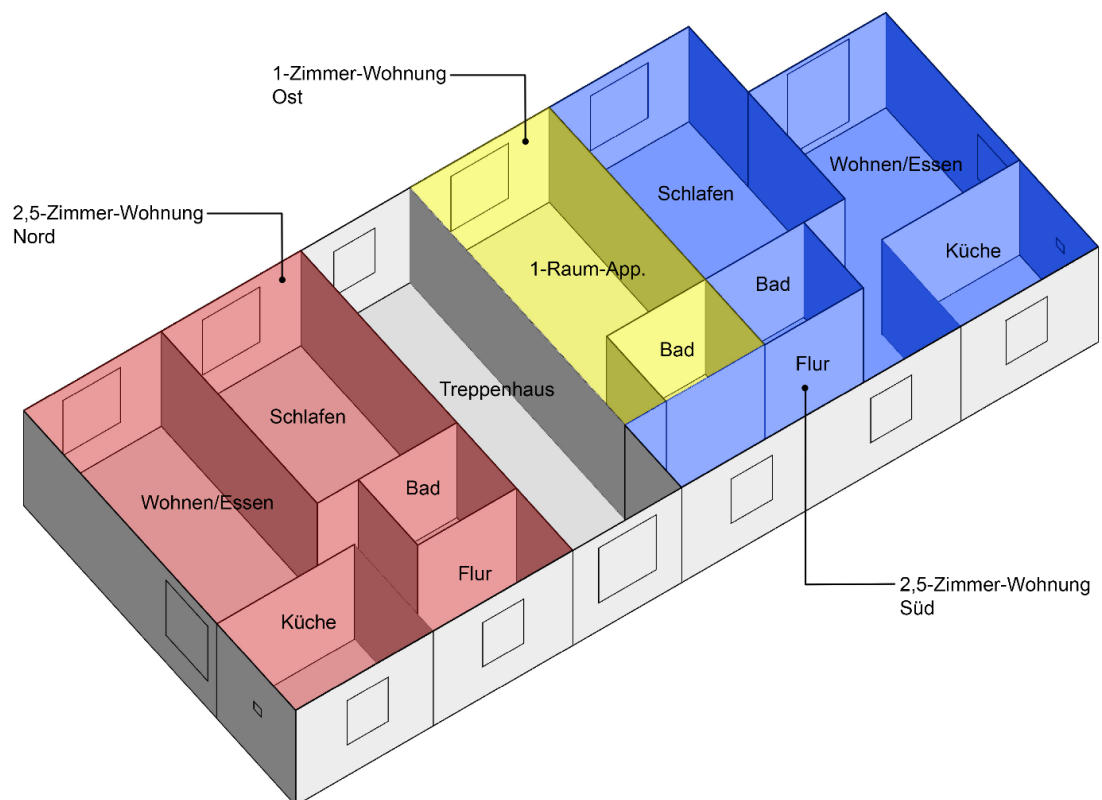 1-Zimmer-Wohnung
Ost
2,5-Zimmer-Wohnung
Nord
Wohnen/Essen
Schlafen
Küche
1-Raum-App.
Bad
Bad
Flur
Treppenhaus
Schlafen
Bad
Wohnen/Essen
Flur
Küche
2,5-Zimmer-Wohnung
Süd